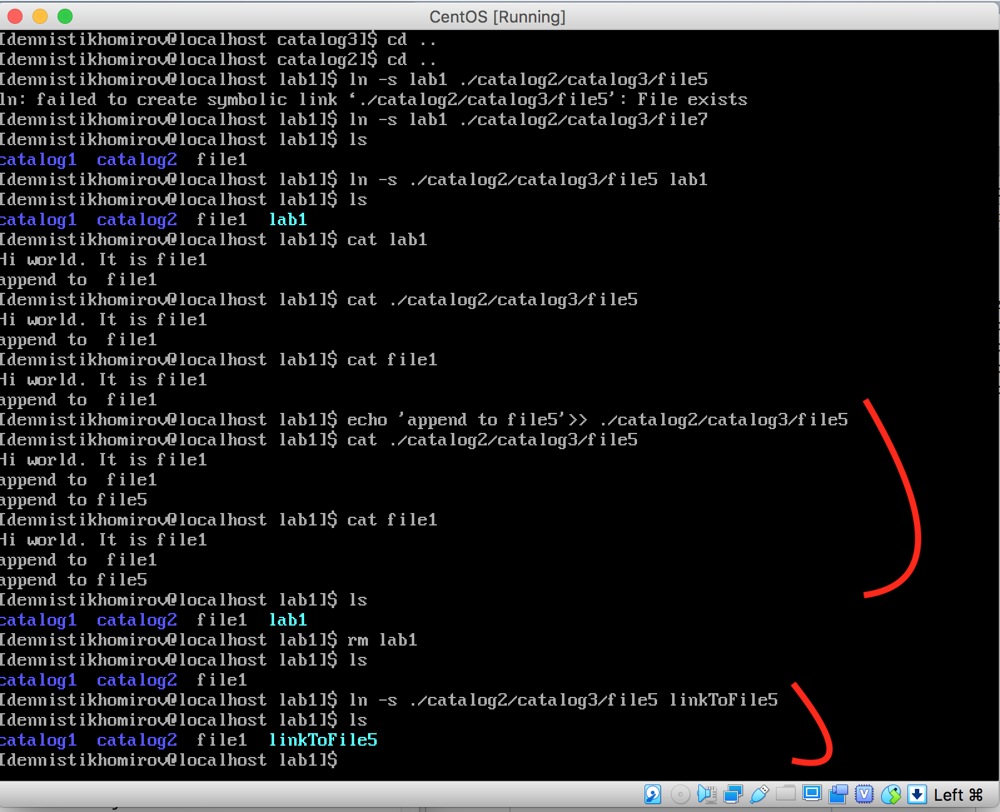 CentOS [Running]
[dennistikhomirov@localhost catalog3]$ cd ..
[dennistikhomirov@localhost catalog2]$ cd ..
[dennistikhomirov@localhost lab1]$ ln -s lab1 ./catalog2/catalog3/file5
ln: failed to create symbolic link ‘./catalog2/catalog3/file5’: File exists
[dennistikhomirov@localhost lab1]$ ln -s lab1 ./catalog2/catalog3/file7
[dennistikhomirov@localhost lab1]$ ls
catalog1  catalog2  file1
[dennistikhomirov@localhost lab1]$ ln -s ./catalog2/catalog3/file5 lab1
[dennistikhomirov@localhost lab1]$ ls
catalog1  catalog2  file1  lab1
[dennistikhomirov@localhost lab1]$ cat lab1
Hi world. It is file1
append to  file1
[dennistikhomirov@localhost lab1]$ cat ./catalog2/catalog3/file5
Hi world. It is file1
append to  file1
[dennistikhomirov@localhost lab1]$ cat file1
Hi world. It is file1
append to  file1
[dennistikhomirov@localhost lab1]$ echo 'append to file5'>> ./catalog2/catalog3/file5
[dennistikhomirov@localhost lab1]$ cat ./catalog2/catalog3/file5
Hi world. It is file1
append to  file1
append to file5
[dennistikhomirov@localhost lab1]$ cat file1
Hi world. It is file1
append to  file1
append to file5
[dennistikhomirov@localhost lab1]$ ls
catalog1  catalog2  file1  lab1
[dennistikhomirov@localhost lab1]$ rm lab1
[dennistikhomirov@localhost lab1]$ ls
catalog1  catalog2  file1
[dennistikhomirov@localhost lab1]$ ln -s ./catalog2/catalog3/file5 linkToFile5
[dennistikhomirov@localhost lab1]$ ls
catalog1  catalog2  file1  linkToFile5
[dennistikhomirov@localhost lab1]$
Left ⌘